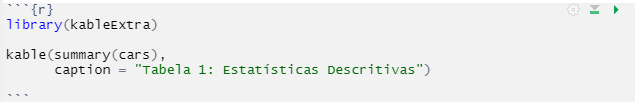 ```{r}
library(kableExtra)
kable(summary(cars),
caption = "Tabela 1: Estatísticas Descritivas")
```